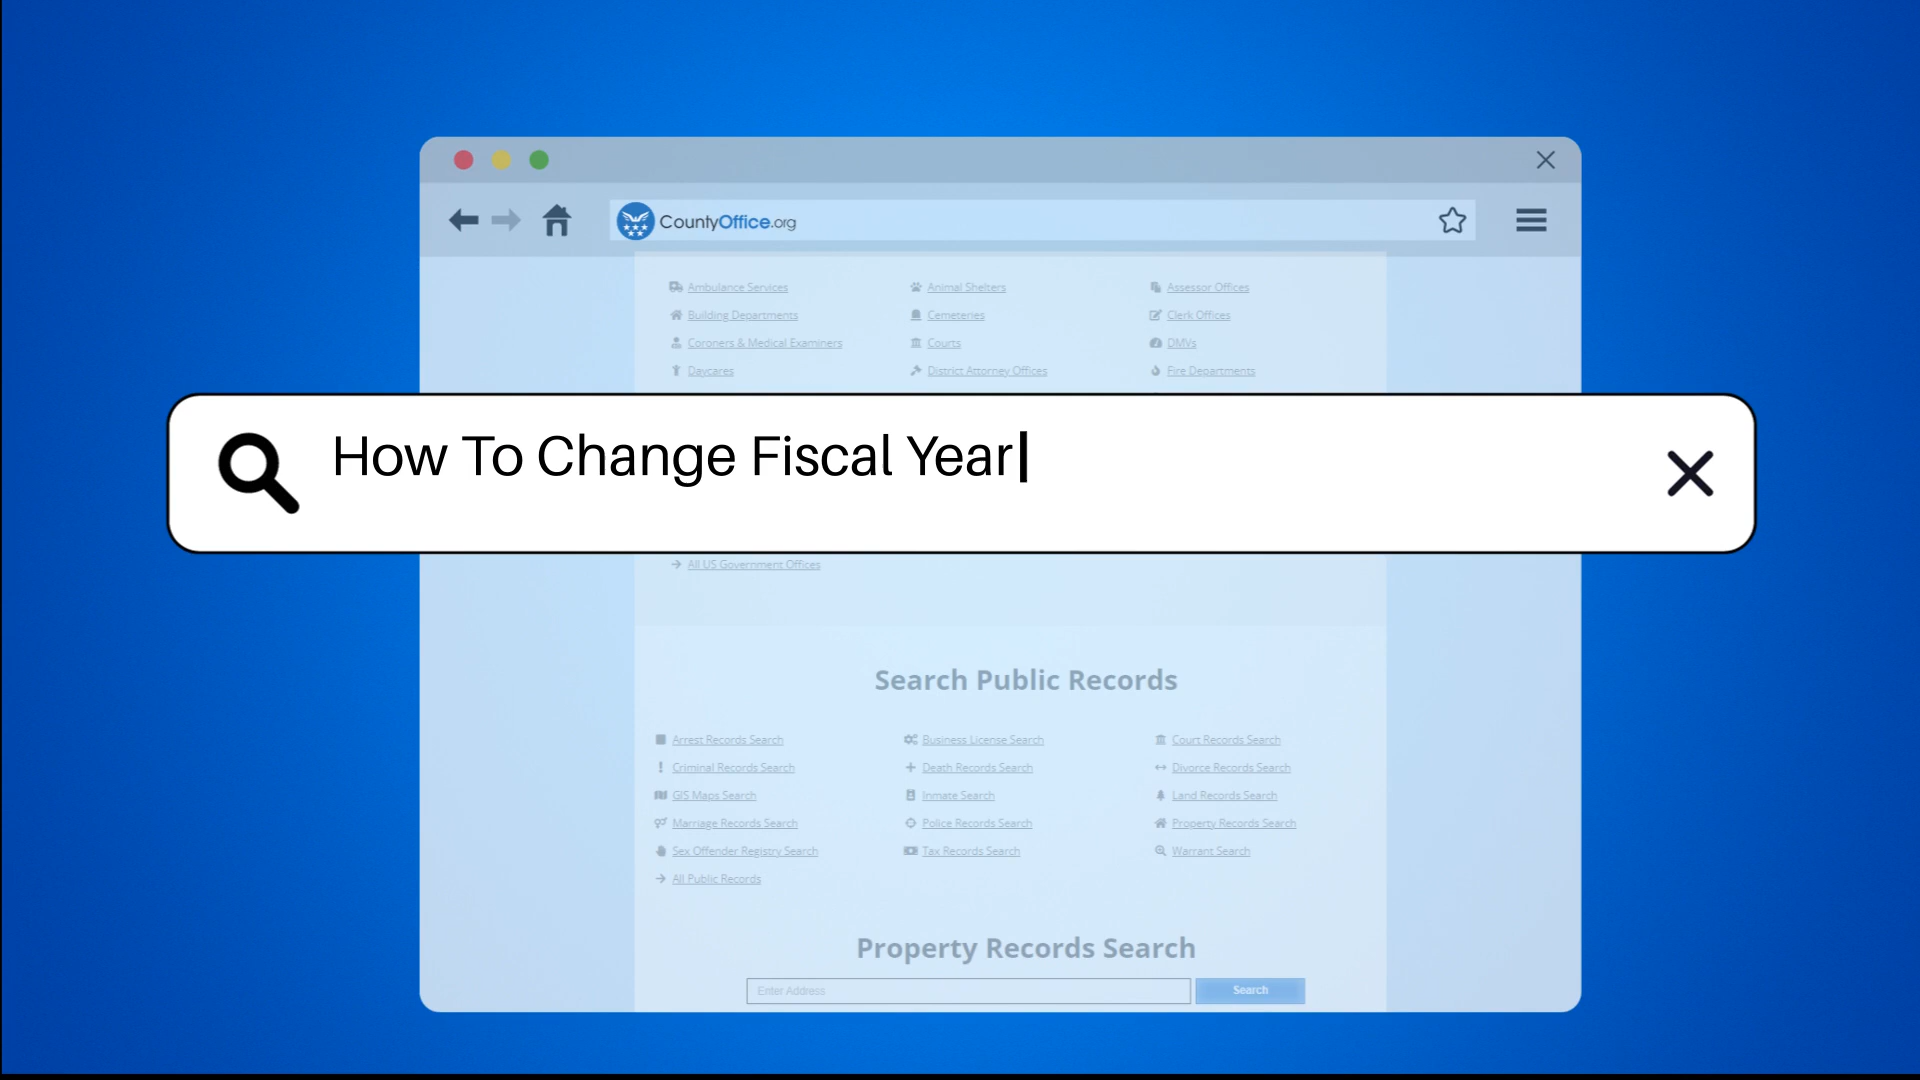 CountyOffice.org
Ambulance Services Animal Shelters Assessor Offices
Building Departments Cemeteries Clerk Offices
Coroners & Medical Examiners Courts DMVs
Daycares District Attorney Offices Fire Departments
How To Change Fiscal Year
All US Government Offices
Search Public Records
Arrest Records Search Business License Search Court Records Search
Criminal Records Search Death Records Search Divorce Records Search
GIS Maps Search Inmate Search Land Records Search
Marriage Records Search Police Records Search Property Records Search
Sex Offender Registry Search Tax Records Search Warrant Search
All Public Records
Property Records Search
Enter Address Search